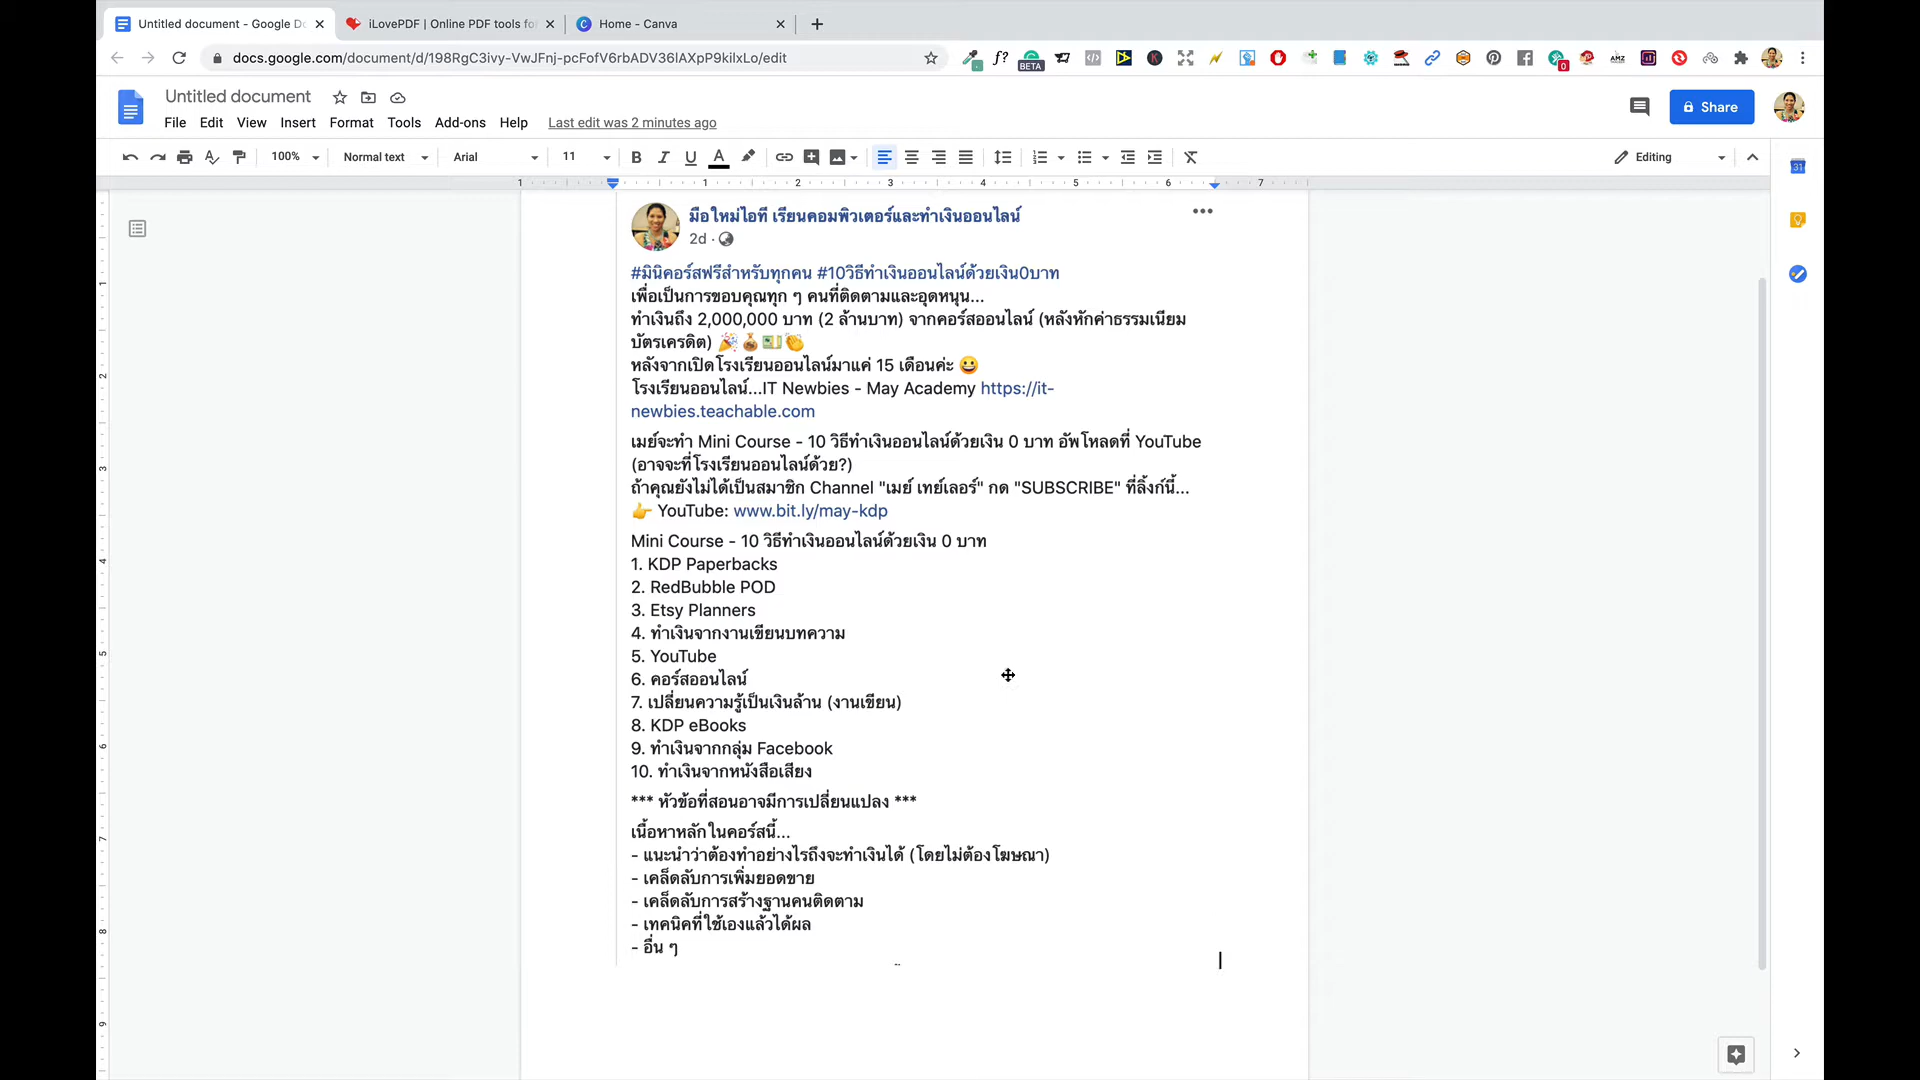 Untitled document - Google Do
iLovePDF | Online PDF tools for
Home - Canva
docs.google.com/document/d/198RgC3ivy-VwJFnj-pcFofV6rbADV36lAXpP9kilxLo/edit
BETA
AMZ
0
Untitled document
Share
File Edit View Insert Format Tools Add-ons Help Last edit was 2 minutes ago
100% Normal text Arial 11 B I U A Editing
1 1 2 3 4 5 6 7
31
มือใหม่ไอที เรียนคอมพิวเตอร์และทำเงินออนไลน์
2d ·
#มินิคอร์สฟรีสำหรับทุกคน #10วิธีทำเงินออนไลน์ด้วยเงิน0บาท
เพื่อเป็นการขอบคุณทุก ๆ คนที่ติดตามและอุดหนุน...
ทำเงินถึง 2,000,000 บาท (2 ล้านบาท) จากคอร์สออนไลน์ (หลังหักค่าธรรมเนียม
บัตรเครดิต) 🎉💰💵👏
หลังจากเปิดโรงเรียนออนไลน์มาแค่ 15 เดือนค่ะ 😀
โรงเรียนออนไลน์...IT Newbies - May Academy https://it-
newbies.teachable.com
เมย์จะทำ Mini Course - 10 วิธีทำเงินออนไลน์ด้วยเงิน 0 บาท อัพโหลดที่ YouTube
(อาจจะที่โรงเรียนออนไลน์ด้วย?)
ถ้าคุณยังไม่ได้เป็นสมาชิก Channel "เมย์ เทย์เลอร์" กด "SUBSCRIBE" ที่ลิ้งก์นี้...
👉 YouTube: www.bit.ly/may-kdp
Mini Course - 10 วิธีทำเงินออนไลน์ด้วยเงิน 0 บาท
1. KDP Paperbacks
2. RedBubble POD
3. Etsy Planners
4. ทำเงินจากงานเขียนบทความ
5. YouTube
6. คอร์สออนไลน์
7. เปลี่ยนความรู้เป็นเงินล้าน (งานเขียน)
8. KDP eBooks
9. ทำเงินจากกลุ่ม Facebook
10. ทำเงินจากหนังสือเสียง
*** หัวข้อที่สอนอาจมีการเปลี่ยนแปลง ***
เนื้อหาหลักในคอร์สนี้...
- แนะนำว่าต้องทำอย่างไรถึงจะทำเงินได้ (โดยไม่ต้องโฆษณา)
- เคล็ดลับการเพิ่มยอดขาย
- เคล็ดลับการสร้างฐานคนติดตาม
- เทคนิคที่ใช้เองแล้วได้ผล
- อื่น ๆ
1
2
3
4
5
6
7
8
9